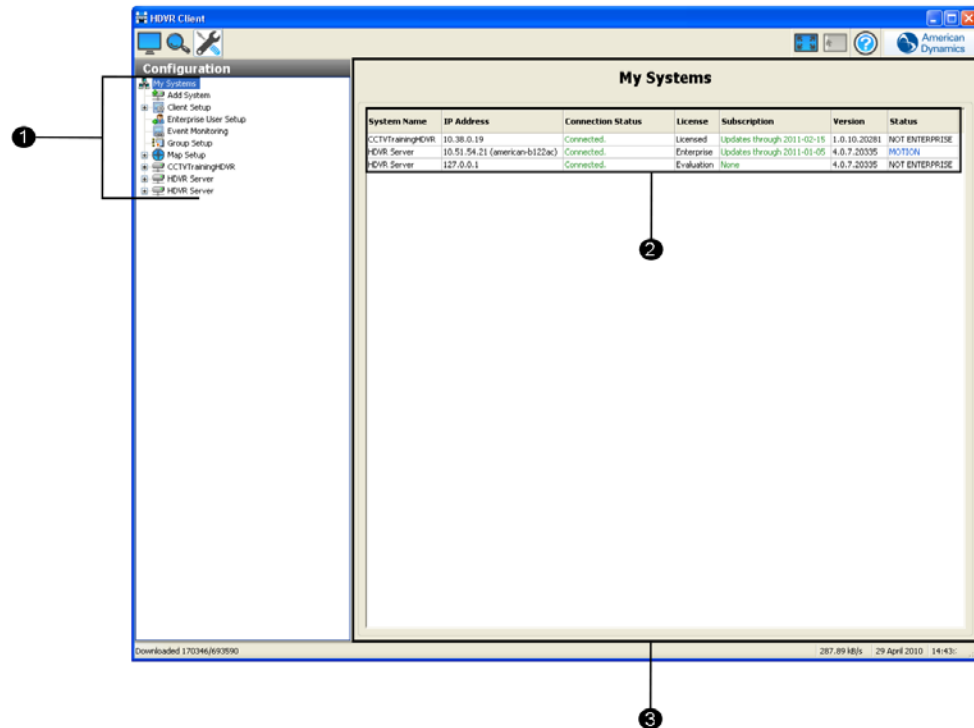 HDVR Client
American
Dynamics
Configuration
My Systems
Add System
Client Setup
Enterprise User Setup
Event Monitoring
Group Setup
Map Setup
CCTVTrainingHDVR
HDVR Server
HDVR Server
1
My Systems
System Name IP Address Connection Status License Subscription Version Status
CCTVTrainingHDVR 10.38.0.19 Connected. Licensed Updates through 2011-02-15 1.0.10.20281 NOT ENTERPRISE
HDVR Server 10.51.54.21 (american-b122ac) Connected. Enterprise Updates through 2011-01-05 4.0.7.20335 MOTION
HDVR Server 127.0.0.1 Connected. Evaluation None 4.0.7.20335 NOT ENTERPRISE
2
Downloaded 170346/693590 287.89 kB/s 29 April 2010 14:43:
3